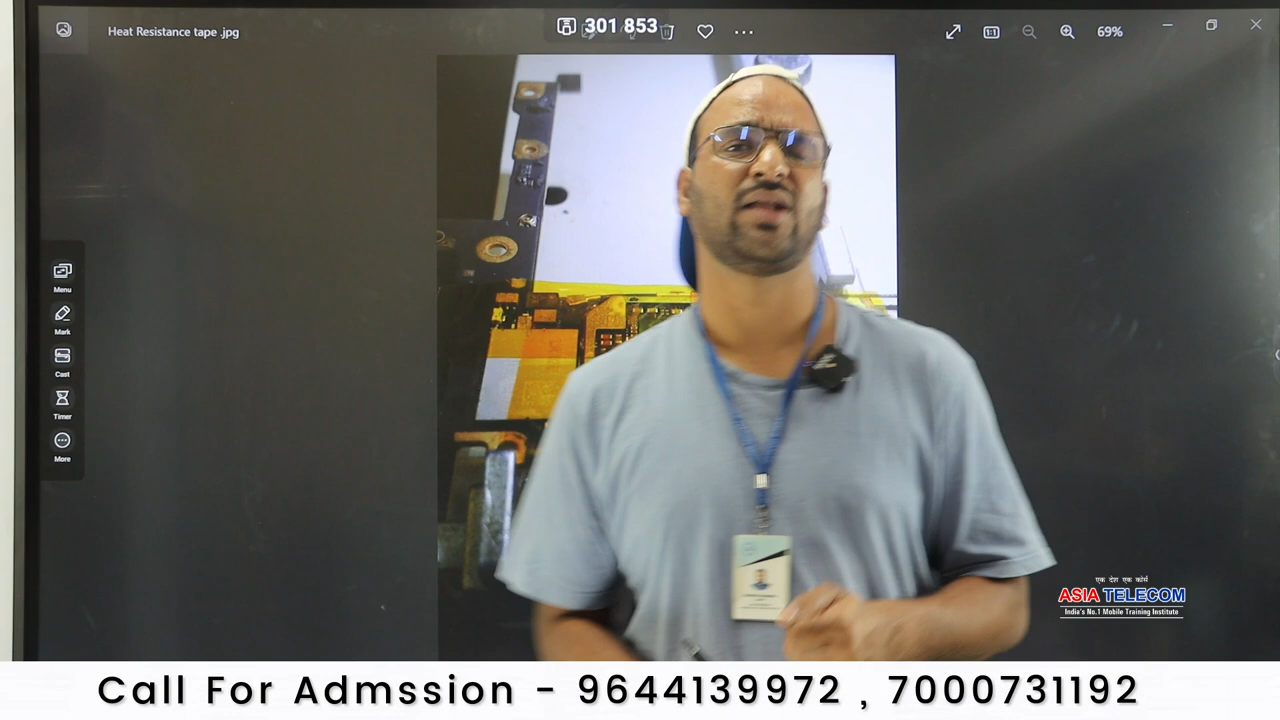 Heat Resistance tape .jpg
301 853
69%
Menu
Mark
Cast
Timer
More
एक देश एक कोर्स
ASIA TELECOM
India's No.1 Mobile Training Institute
Call For Admssion - 9644139972 , 7000731192